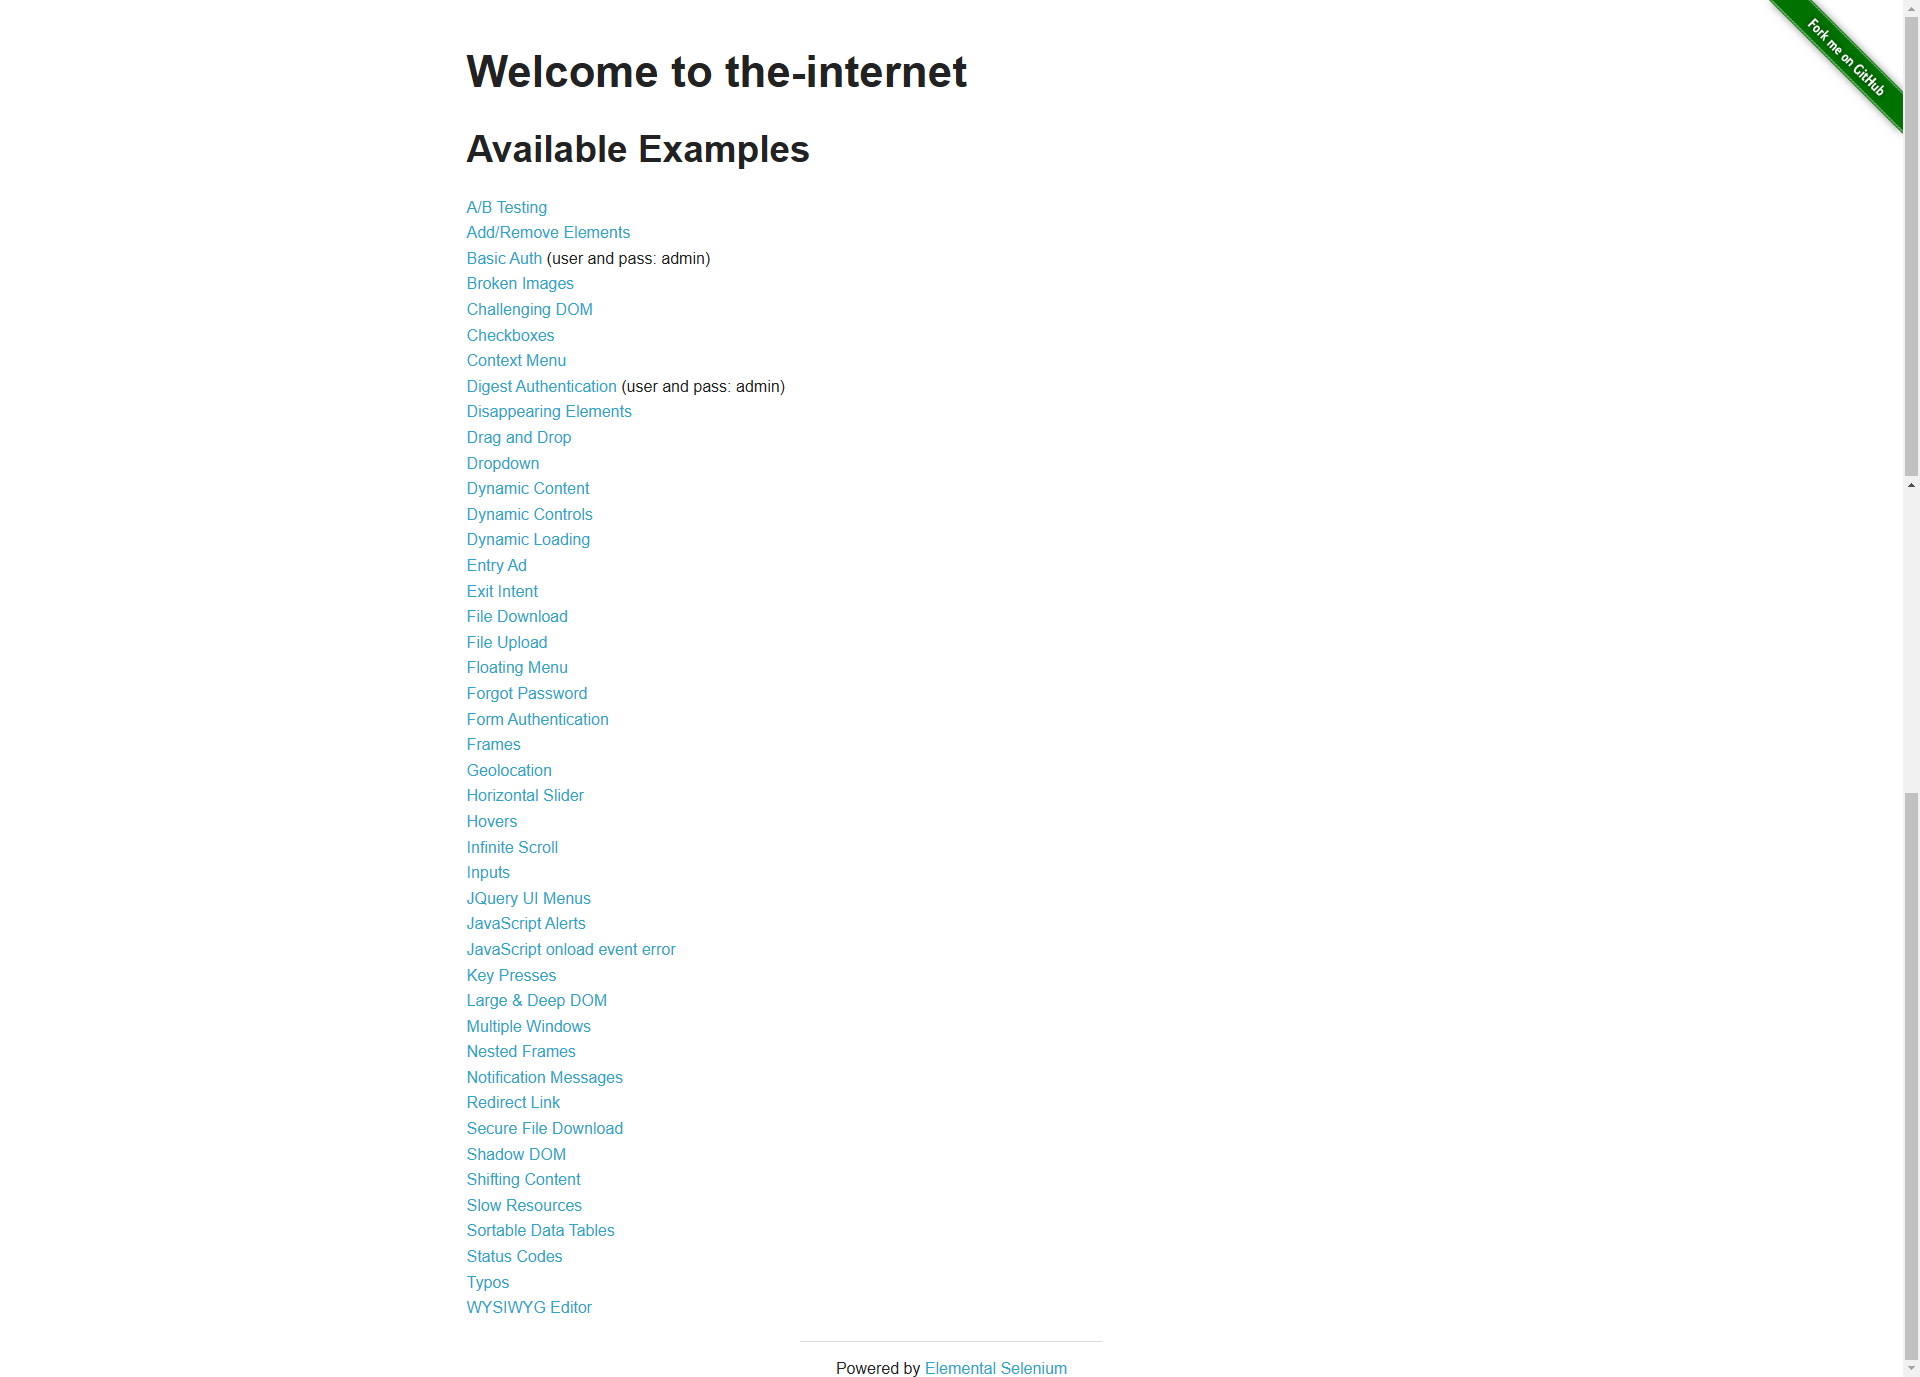 Fork me on GitHub
Welcome to the-internet
Available Examples
A/B Testing
Add/Remove Elements
Basic Auth (user and pass: admin)
Broken Images
Challenging DOM
Checkboxes
Context Menu
Digest Authentication (user and pass: admin)
Disappearing Elements
Drag and Drop
Dropdown
Dynamic Content
Dynamic Controls
Dynamic Loading
Entry Ad
Exit Intent
File Download
File Upload
Floating Menu
Forgot Password
Form Authentication
Frames
Geolocation
Horizontal Slider
Hovers
Infinite Scroll
Inputs
JQuery UI Menus
JavaScript Alerts
JavaScript onload event error
Key Presses
Large & Deep DOM
Multiple Windows
Nested Frames
Notification Messages
Redirect Link
Secure File Download
Shadow DOM
Shifting Content
Slow Resources
Sortable Data Tables
Status Codes
Typos
WYSIWYG Editor
Powered by Elemental Selenium